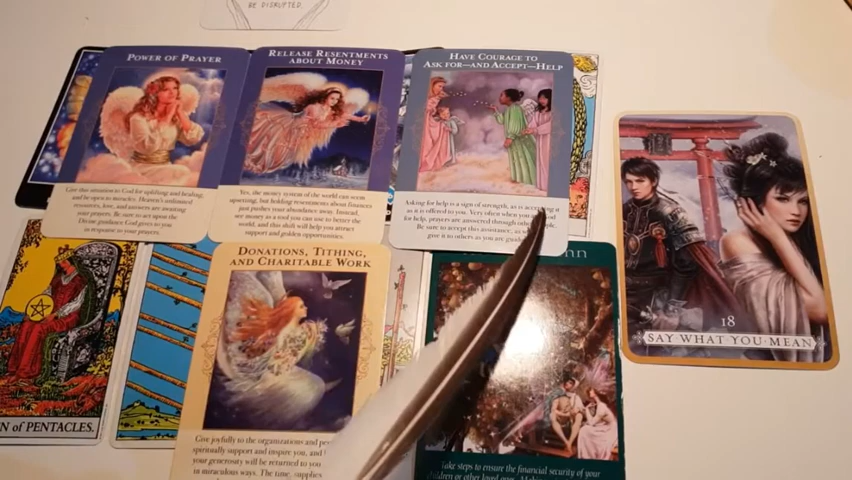 BE DISRUPTED.
POWER OF PRAYER
Give this situation to God for uplifting and healing,
and be open to miracles. Heaven's unlimited
resources, love, and answers are awaiting
your prayers. Be sure to act upon the
Divine guidance God gives to you
in response to your prayers.
RELEASE RESENTMENTS
ABOUT MONEY
Yes, the money system of the world can seem
upsetting, but holding resentments about finances
just pushes your abundance away. Instead,
see money as a tool you can use to better the
world, and this shift will help you attract
support and golden opportunities.
HAVE COURAGE TO
ASK FOR—AND ACCEPT—HELP
Asking for help is a sign of strength, as is accepting it
as it is offered to you. Very often when you
for help, prayers are answered through other
Be sure to accept this assistance, as
give it to others as you are
18
SAY WHAT YOU MEAN
N of PENTACLES.
DONATIONS, TITHING,
AND CHARITABLE WORK
Give joyfully to the organizations and
spiritually support and inspire you, and
your generosity will be returned to you
in miraculous ways. The time, supplies
Take steps to ensure the financial security of your
children or other loved ones.